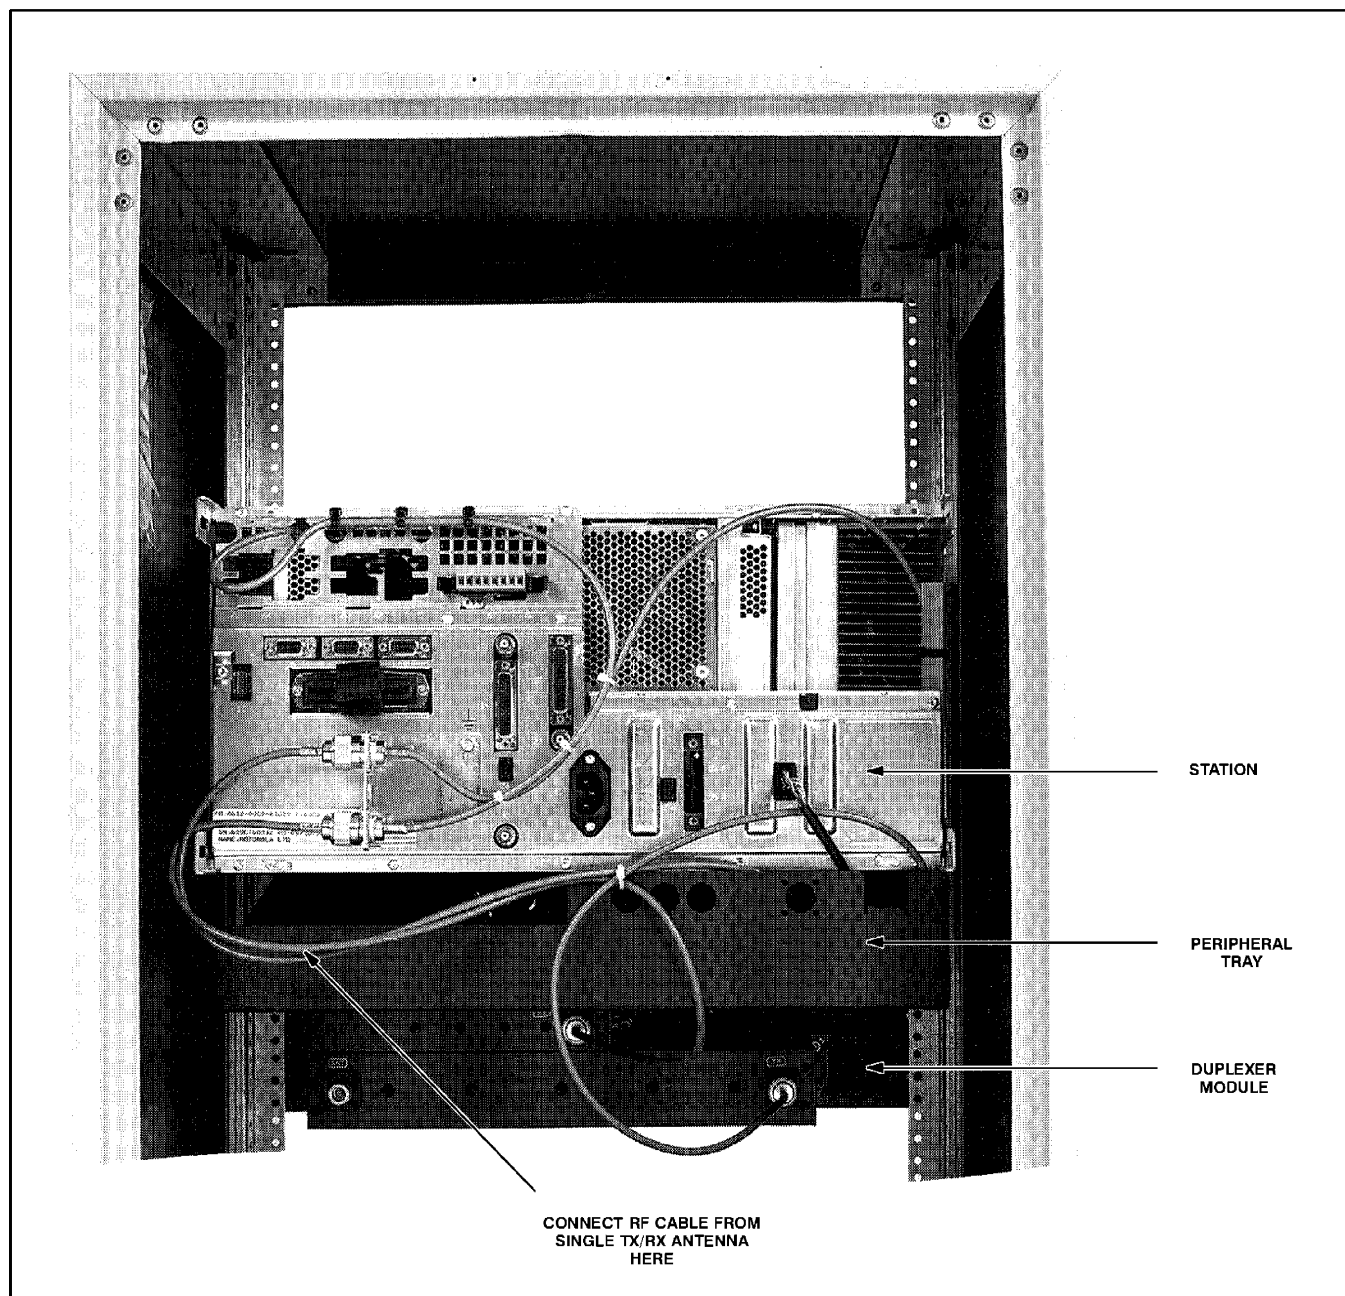 STATION
PERIPHERAL
TRAY
DUPLEXER
MODULE
CONNECT RF CABLE FROM
SINGLE TX/RX ANTENNA
HERE